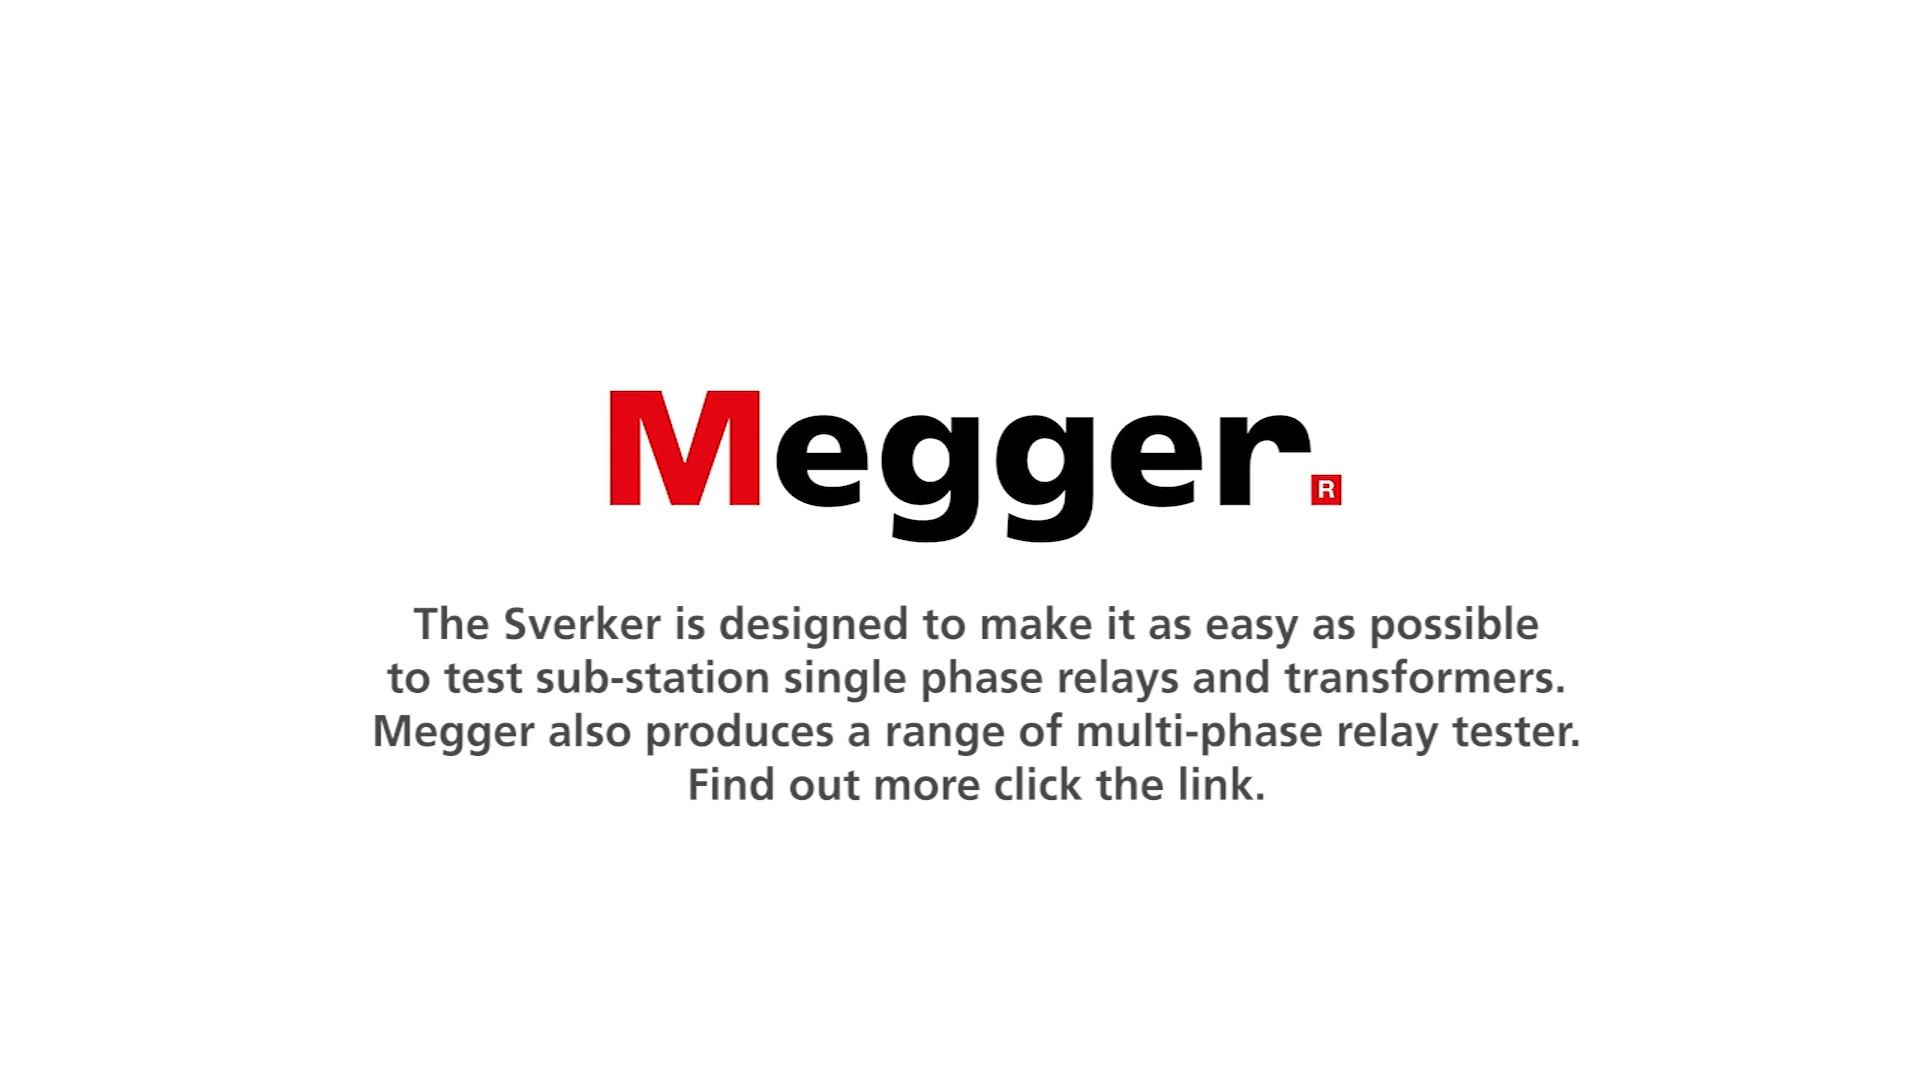 Megger®
The Sverker is designed to make it as easy as possible
to test sub-station single phase relays and transformers.
Megger also produces a range of multi-phase relay tester.
Find out more click the link.